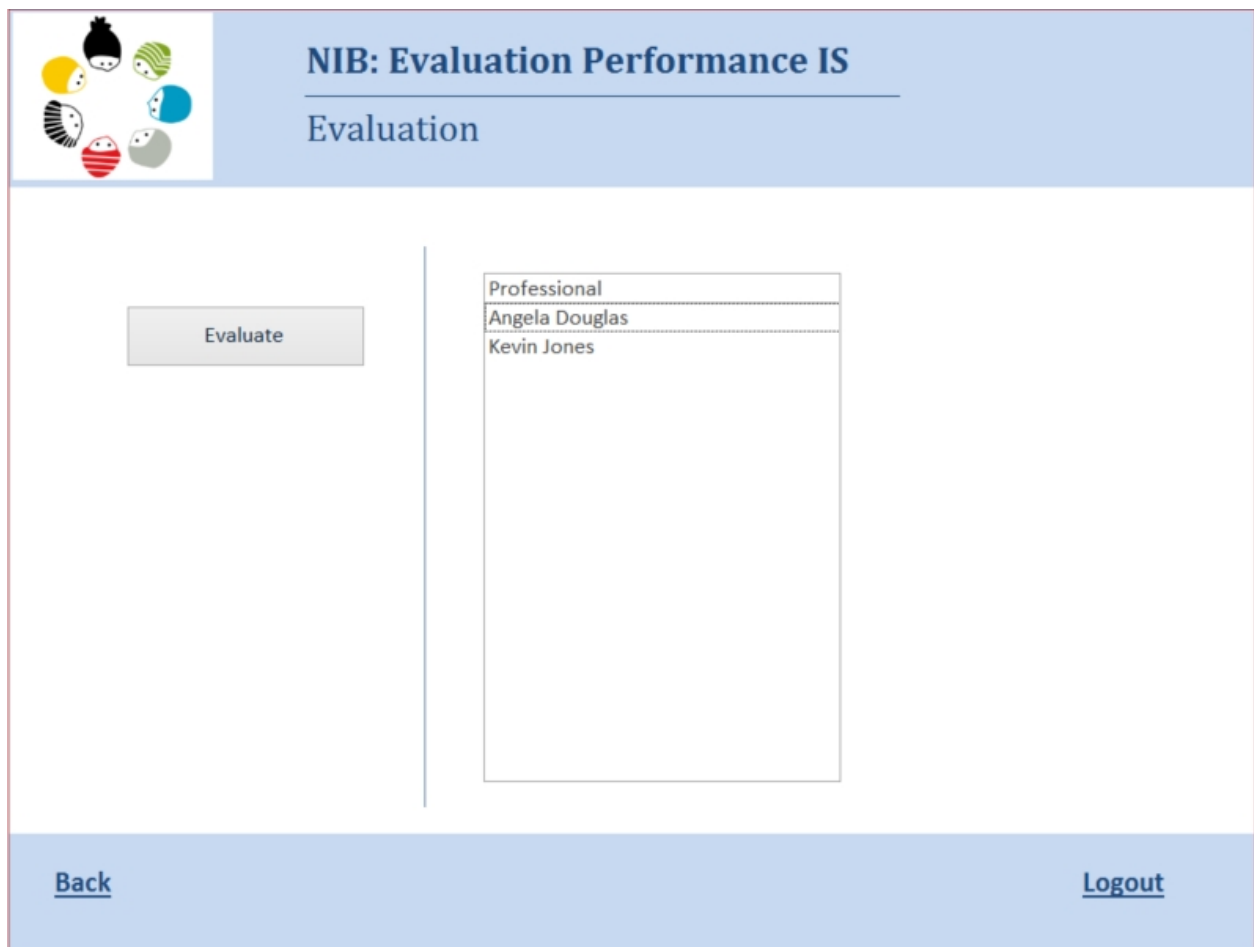 NIB: Evaluation Performance IS
Evaluation
Evaluate
Professional
Angela Douglas
Kevin Jones
Back
Logout